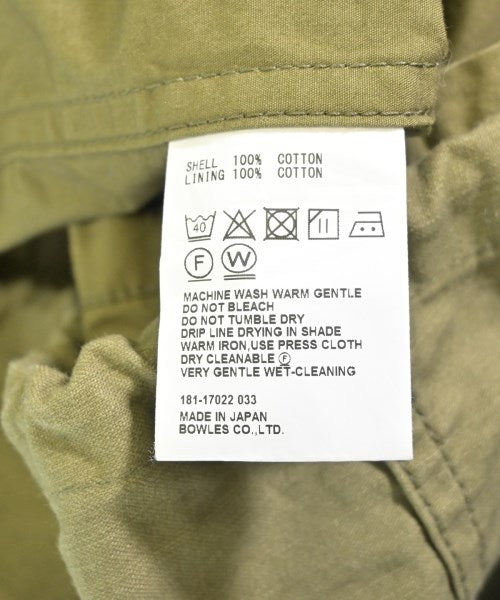 SHELL 100% COTTON
LINING 100% COTTON
40
F W
MACHINE WASH WARM GENTLE
DO NOT BLEACH
DO NOT TUMBLE DRY
DRIP LINE DRYING IN SHADE
WARM IRON,USE PRESS CLOTH
DRY CLEANABLE Ⓕ
VERY GENTLE WET-CLEANING
181-17022 033
MADE IN JAPAN
BOWLES CO.,LTD.